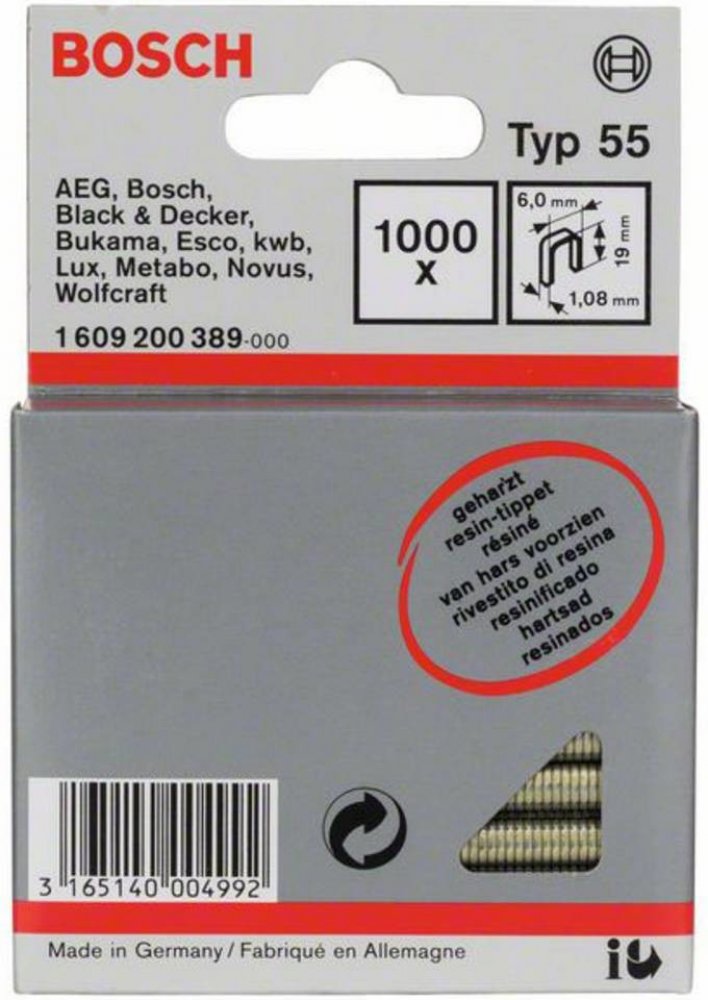 BOSCH
Typ 55
AEG, Bosch,
Black & Decker,
Bukama, Esco, kwb,
Lux, Metabo, Novus,
Wolfcraft
1 609 200 389-000
1000
x
6,0 mm
19 mm
1,08 mm
geharzt
resin-tippet
résiné
van hars voorzien
rivestito di resina
resinificado
hartsad
resinados
3 165140 004992
Made in Germany / Fabriqué en Allemagne